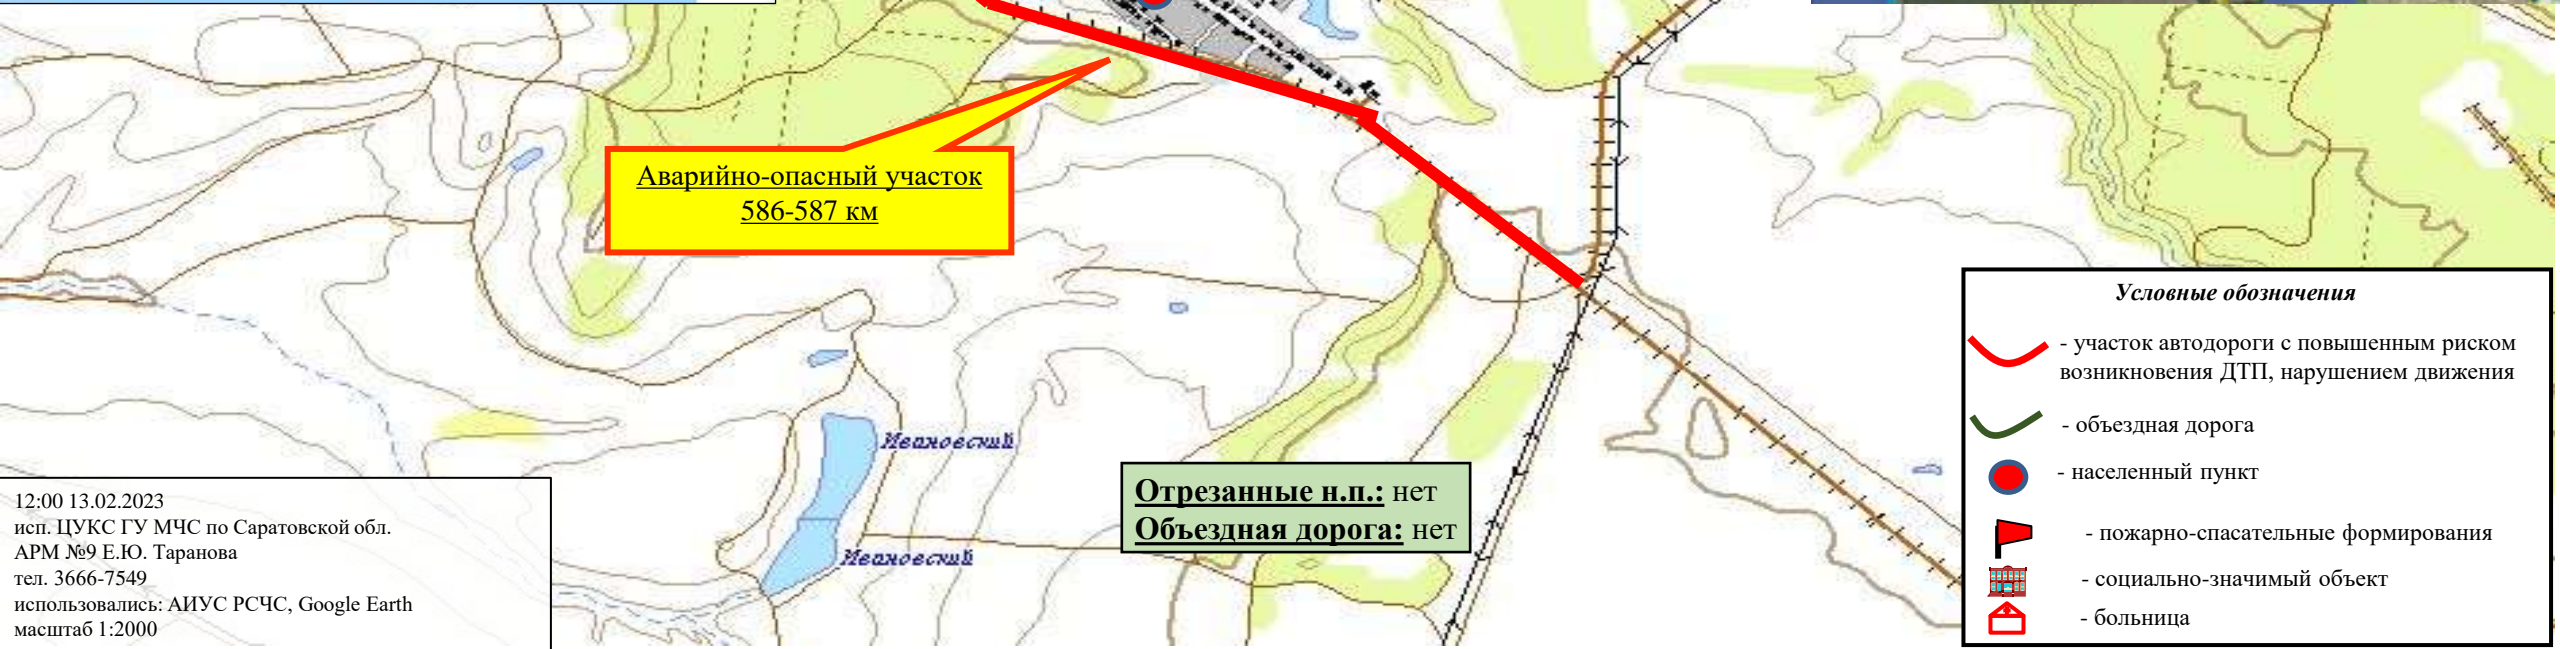 Аварийно-опасный участок
586-587 км
Условные обозначения
- участок автодороги с повышенным риском
возникновения ДТП, нарушением движения
- объездная дорога
- населенный пункт
- пожарно-спасательные формирования
- социально-значимый объект
- больница
Ивановский
Ивановский
Отрезанные н.п.: нет
Объездная дорога: нет
12:00 13.02.2023
исп. ЦУКС ГУ МЧС по Саратовской обл.
АРМ №9 Е.Ю. Таранова
тел. 3666-7549
использовались: АИУС РСЧС, Google Earth
масштаб 1:2000